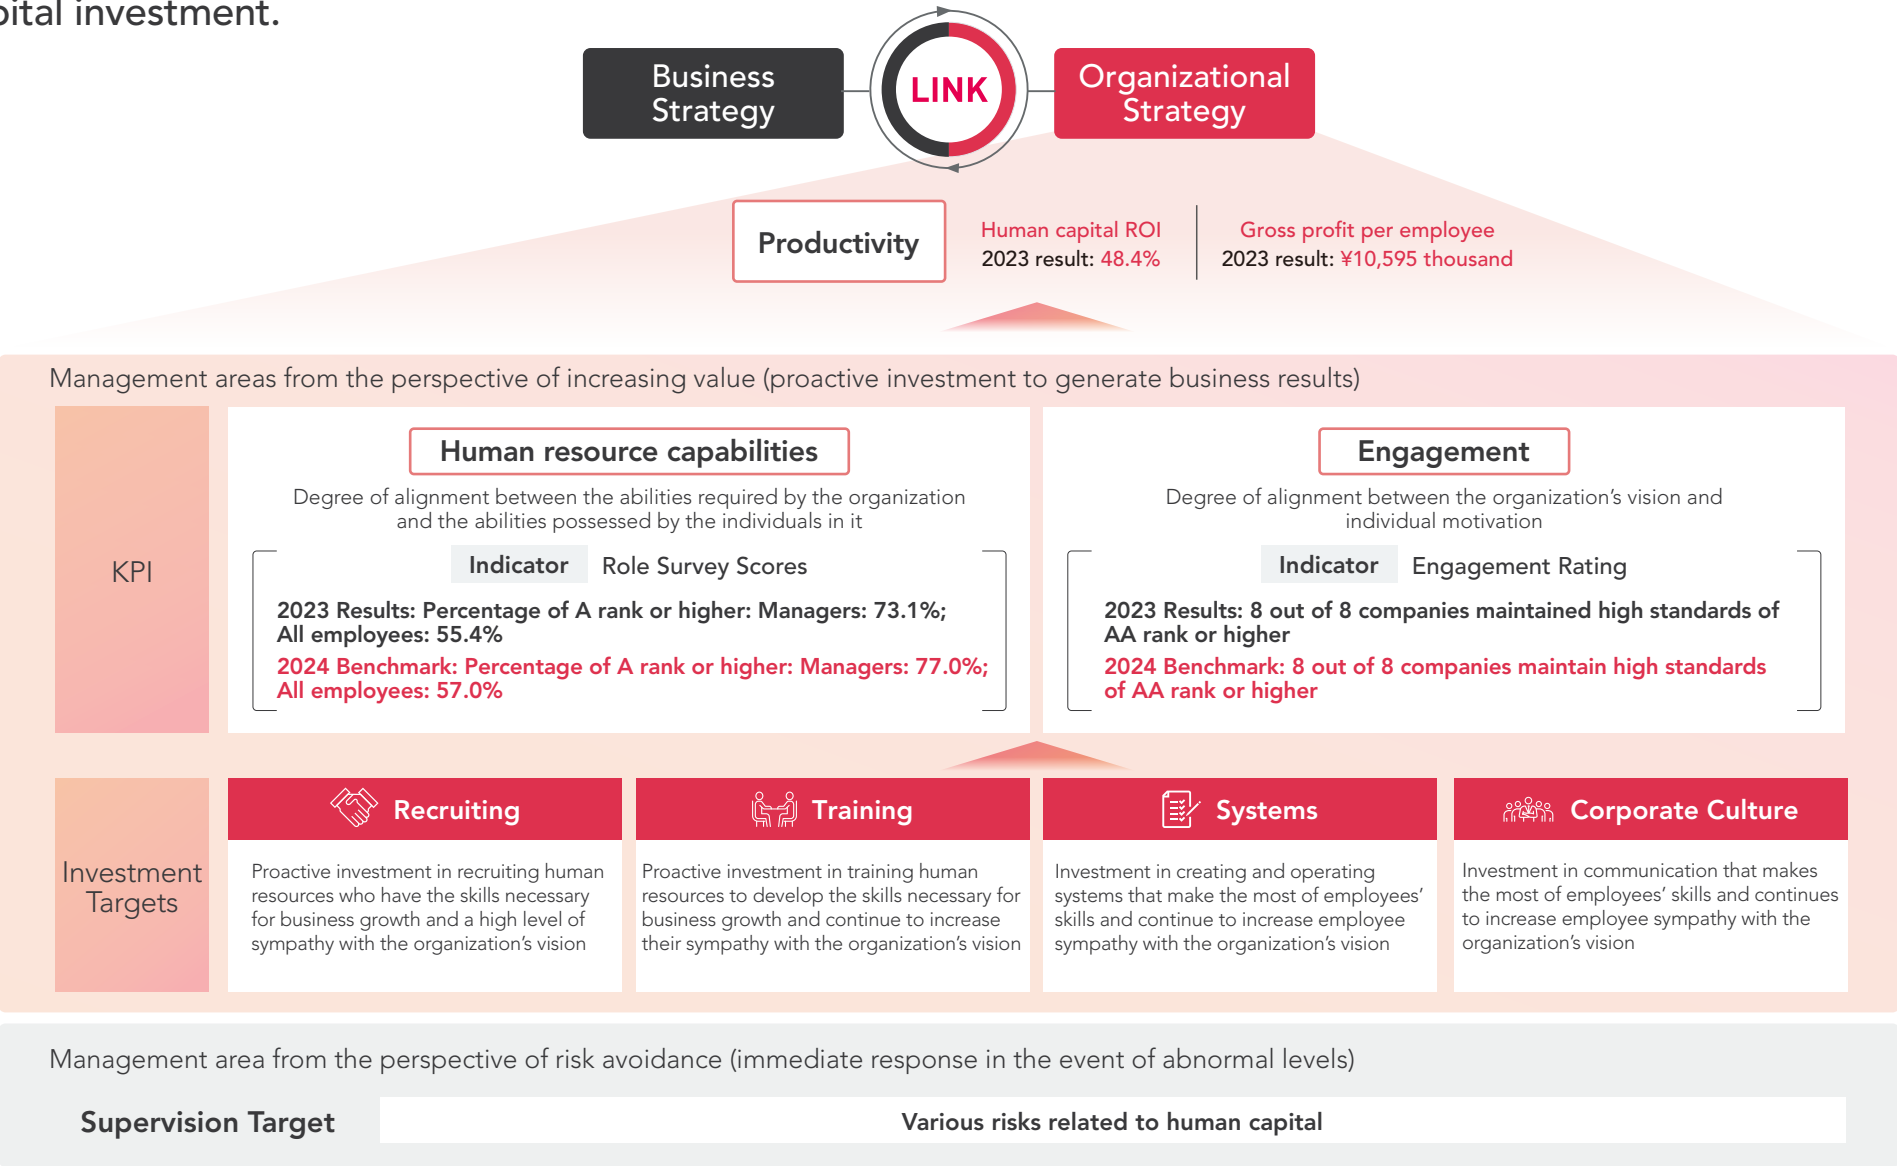 capital investment.
Business
Strategy
LINK
Organizational
Strategy
Productivity
Human capital ROI
2023 result: 48.4%
Gross profit per employee
2023 result: ¥10,595 thousand
Management areas from the perspective of increasing value (proactive investment to generate business results)
KPI
Human resource capabilities
Degree of alignment between the abilities required by the organization
and the abilities possessed by the individuals in it
Indicator Role Survey Scores
2023 Results: Percentage of A rank or higher: Managers: 73.1%;
All employees: 55.4%
2024 Benchmark: Percentage of A rank or higher: Managers: 77.0%;
All employees: 57.0%
Engagement
Degree of alignment between the organization’s vision and
individual motivation
Indicator Engagement Rating
2023 Results: 8 out of 8 companies maintained high standards of
AA rank or higher
2024 Benchmark: 8 out of 8 companies maintain high standards
of AA rank or higher
Investment
Targets
Recruiting
Proactive investment in recruiting human
resources who have the skills necessary
for business growth and a high level of
sympathy with the organization’s vision
Training
Proactive investment in training human
resources to develop the skills necessary for
business growth and continue to increase
their sympathy with the organization’s vision
Systems
Investment in creating and operating
systems that make the most of employees’
skills and continue to increase employee
sympathy with the organization’s vision
Corporate Culture
Investment in communication that makes
the most of employees’ skills and continues
to increase employee sympathy with the
organization’s vision
Management area from the perspective of risk avoidance (immediate response in the event of abnormal levels)
Supervision Target
Various risks related to human capital